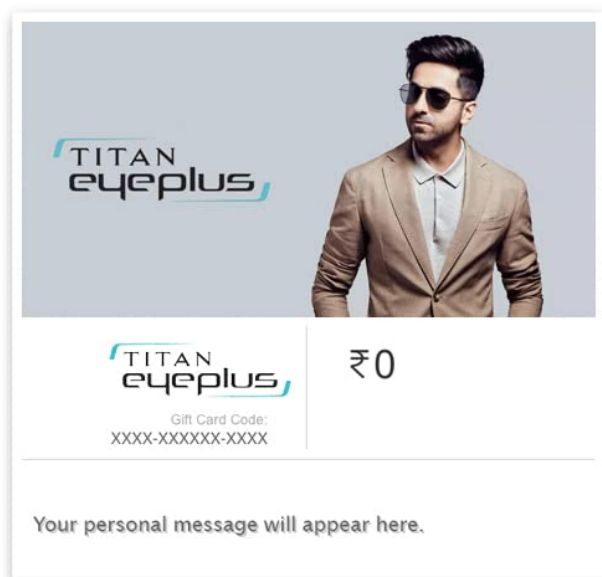 TITAN
eyeplus
TITAN
eyeplus
₹0
Gift Card Code:
XXXX-XXXXXX-XXXX
Your personal message will appear here.